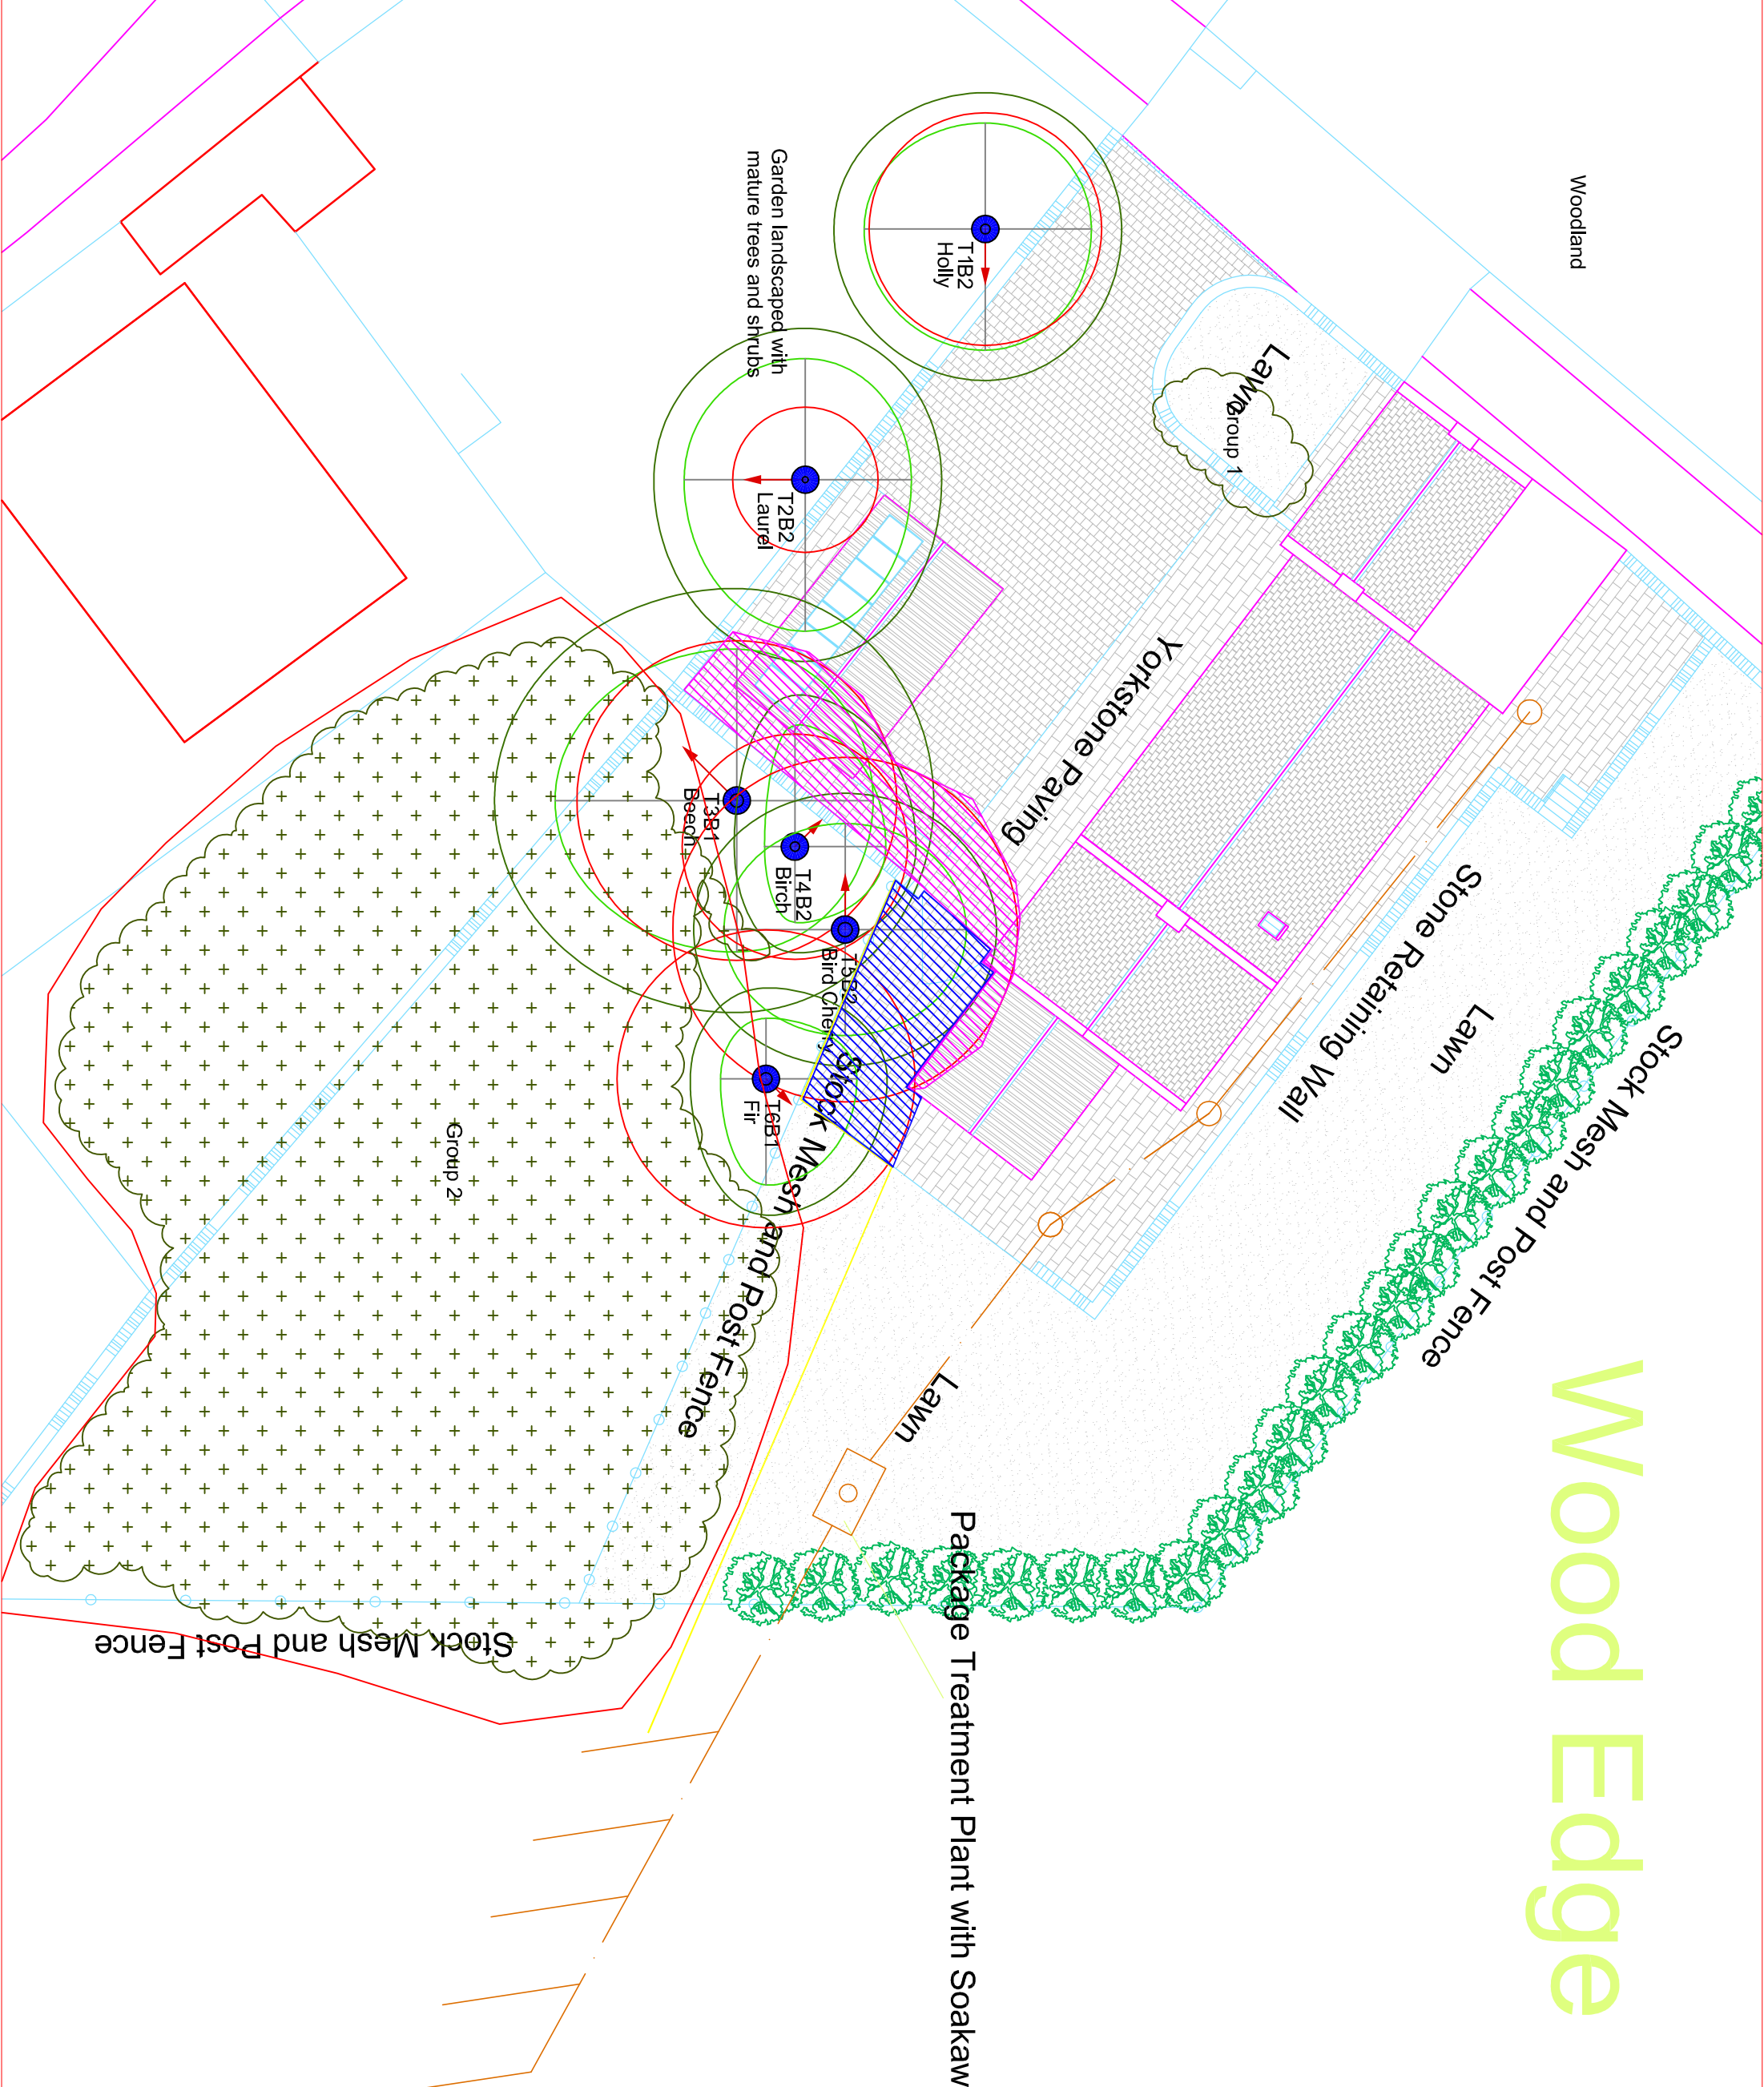 Woodland
Garden landscaped with
mature trees and shrubs
T1B2
Holly
Lawn
Group 1
T2B2
Laurel
Yorkstone Paving
T3B1
Beech
T4B2
Birch
T5B2
Bird Cherry
T6B1
Fir
Stone Retaining Wall
Lawn
Stock Mesh and Post Fence
Stock Mesh and Post Fence
Group 2
Lawn
Wood Edge
Package Treatment Plant with Soakaw
Stock Mesh and Post Fence